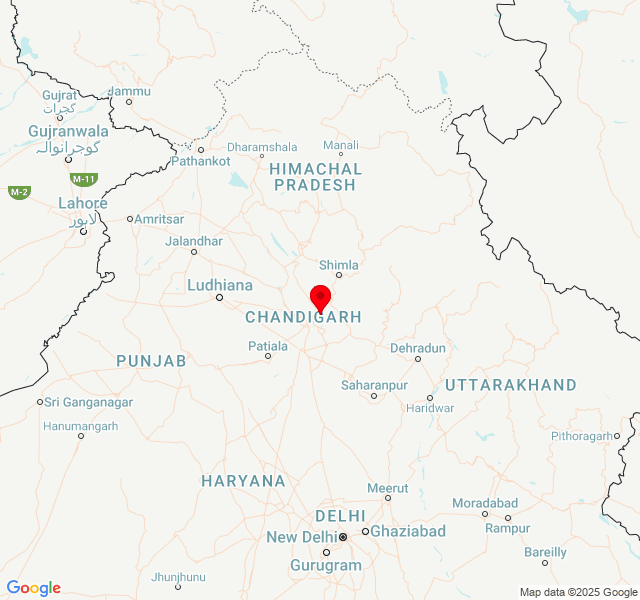 Jammu
Gujrat
گجرات
Gujranwala
گوجرانوالہ
Dharamshala
Manali
Pathankot
HIMACHAL
PRADESH
M-11
M-2
Lahore
لاہور
Amritsar
Jalandhar
Shimla
Ludhiana
CHANDIGARH
Patiala
Dehradun
PUNJAB
Saharanpur
UTTARAKHAND
Sri Ganganagar
Haridwar
Hanumangarh
Pithoragarh
HARYANA
Meerut
Moradabad
DELHI
Rampur
New Delhi
Ghaziabad
Gurugram
Bareilly
Jhunjhunu
Google
Map data ©2025 Google